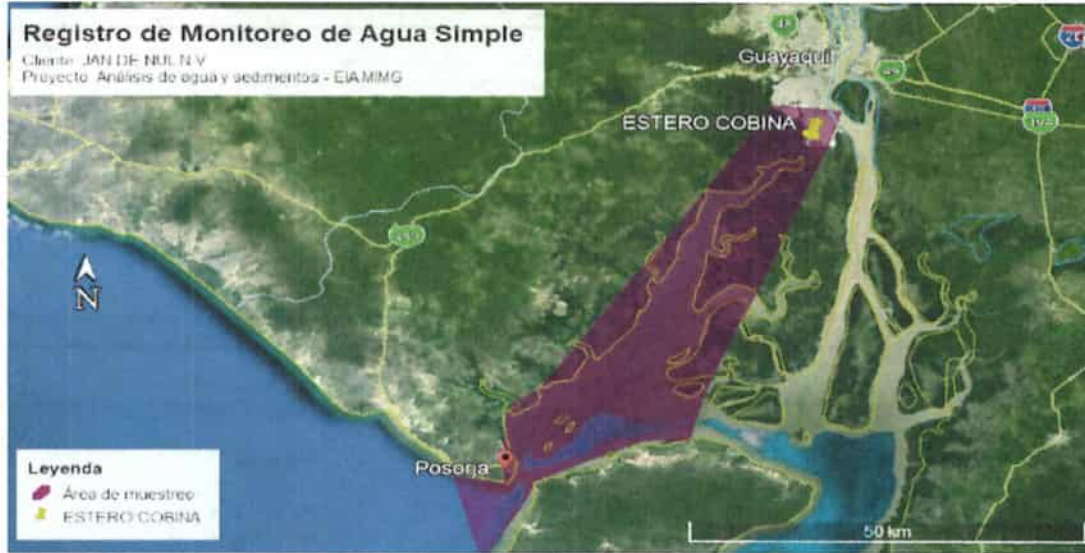 Registro de Monitoreo de Agua Simple
Cliente: JAN DE NUL N.V
Proyecto: Análisis de agua y sedimentos - EIA MIMG
Guayaquil
ESTERO COBINA
N
Posorja
Leyenda
Área de muestreo
ESTERO COBINA
50 km